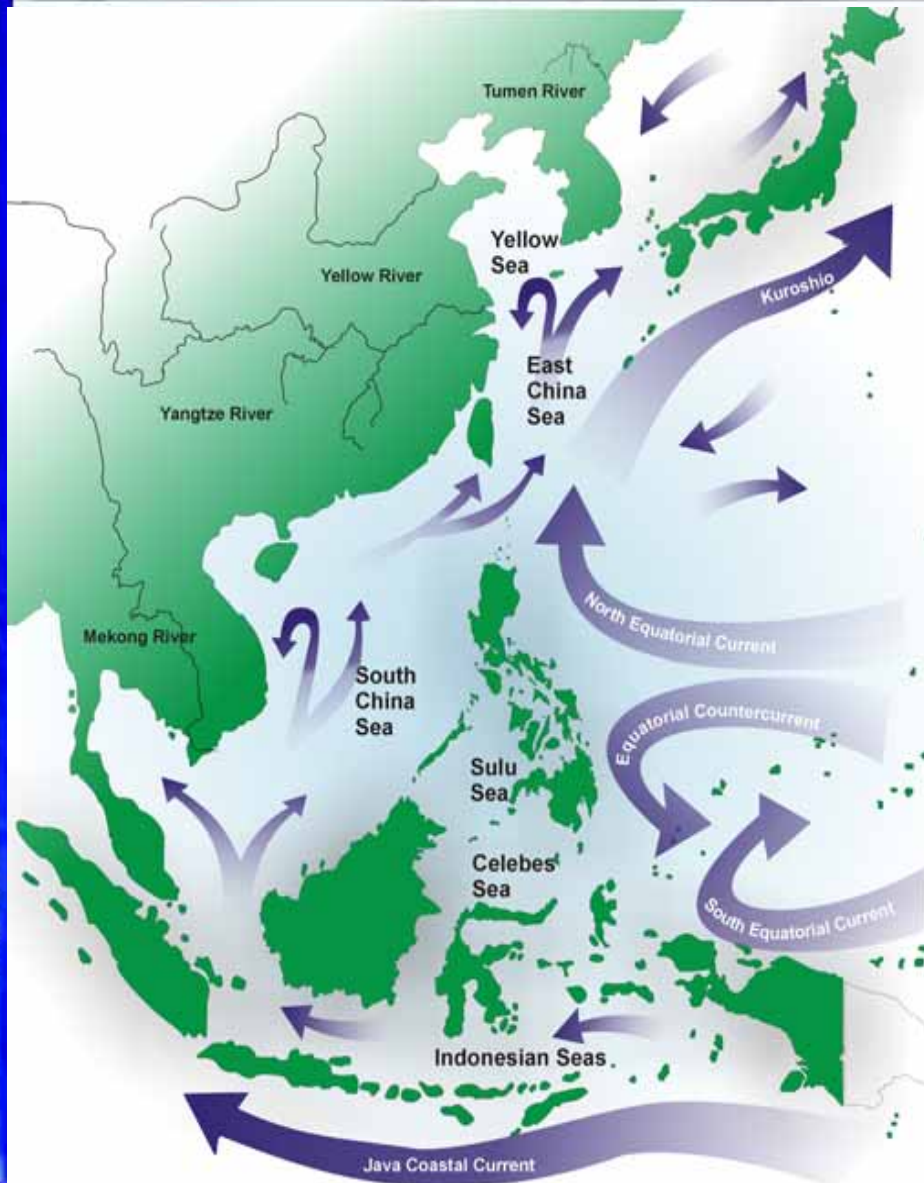 Tumen River
Yellow
Sea
Yellow River
Kuroshio
East
China
Sea
Yangtze River
North Equatorial Current
Mekong River
South
China
Sea
Equatorial Countercurrent
Sulu
Sea
Celebes
Sea
South Equatorial Current
Indonesian Seas
Java Coastal Current